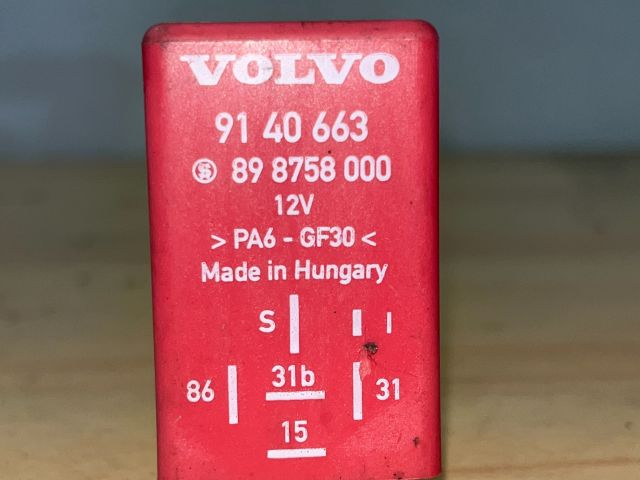 VOLVO
91 40 663
S 89 8758 000
12V
> PA6 - GF30 <
Made in Hungary
S
86
31b
31
15